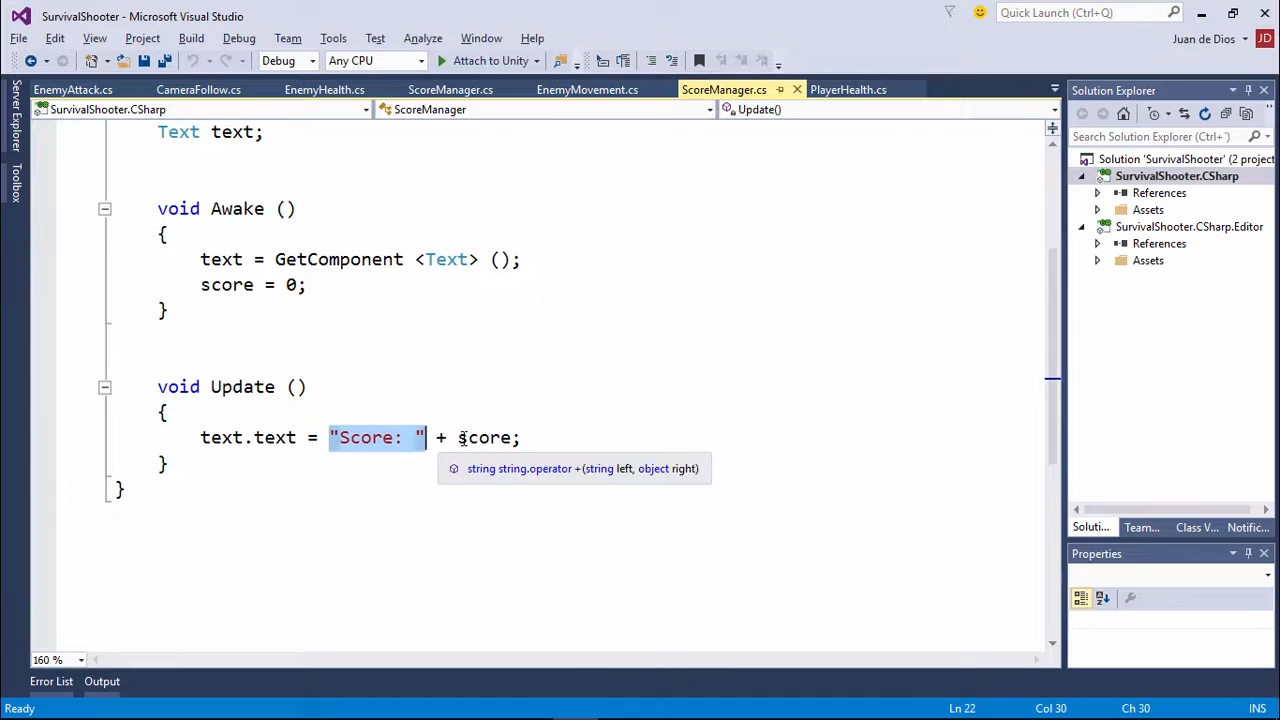 SurvivalShooter - Microsoft Visual Studio
Quick Launch (Ctrl+Q)
File Edit View Project Build Debug Team Tools Test Analyze Window Help
Juan de Dios JD
Debug Any CPU Attach to Unity
EnemyAttack.cs CameraFollow.cs EnemyHealth.cs ScoreManager.cs EnemyMovement.cs ScoreManager.cs PlayerHealth.cs
SurvivalShooter.CSharp ScoreManager Update()
Server Explorer
Toolbox
Text text;
void Awake ()
{
text = GetComponent <Text> ();
score = 0;
}
void Update ()
{
text.text = "Score: " + score;
}
string string.operator +(string left, object right)
}
160 %
Solution Explorer
Search Solution Explorer (Ctrl+´)
Solution 'SurvivalShooter' (2 project
SurvivalShooter.CSharp
References
Assets
SurvivalShooter.CSharp.Editor
References
Assets
Soluti... Team... Class V... Notific...
Properties
Error List Output
Ready Ln 22 Col 30 Ch 30 INS